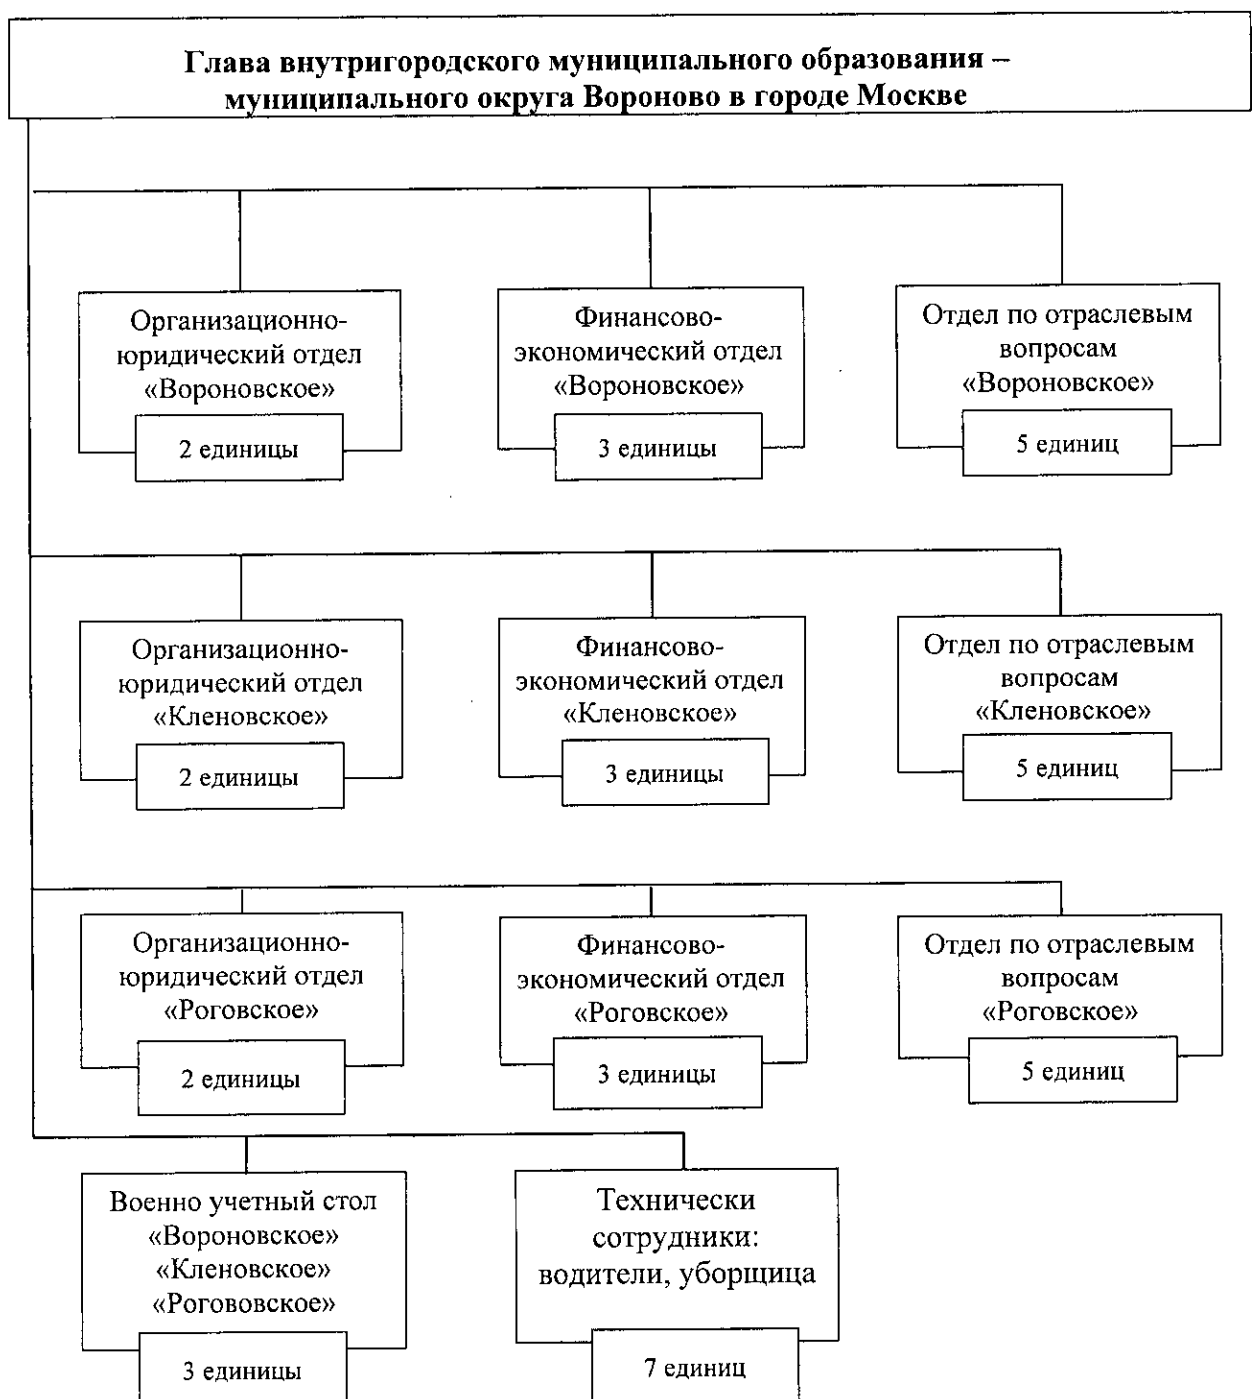 Глава внутригородского муниципального образования –
муниципального округа Вороново в городе Москве
Организационно-
юридический отдел
«Вороновское»
2 единицы
Финансово-
экономический отдел
«Вороновское»
3 единицы
Отдел по отраслевым
вопросам
«Вороновское»
5 единиц
Организационно-
юридический отдел
«Кленовское»
2 единицы
Финансово-
экономический отдел
«Кленовское»
3 единицы
Отдел по отраслевым
вопросам
«Кленовское»
5 единиц
Организационно-
юридический отдел
«Роговское»
2 единицы
Финансово-
экономический отдел
«Роговское»
3 единицы
Отдел по отраслевым
вопросам
«Роговское»
5 единиц
Военно учетный стол
«Вороновское»
«Кленовское»
«Рогововское»
3 единицы
Технически
сотрудники:
водители, уборщица
7 единиц